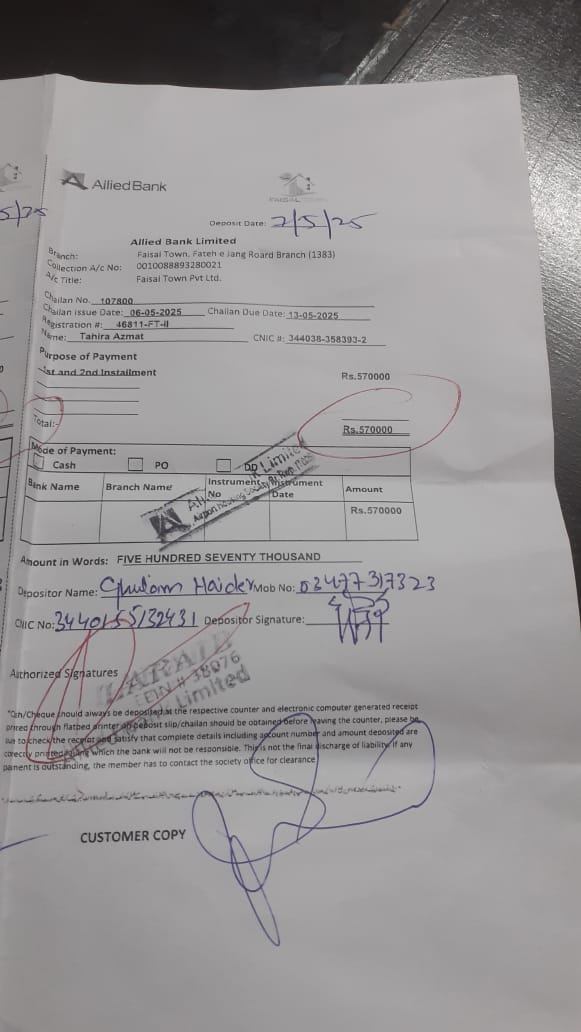 5/25
Allied Bank
FAISAL TOWN
Deposit Date: 7/5/25
Allied Bank Limited
Branch: Faisal Town, Fateh e Jang Roard Branch (1383)
Collection A/c No: 0010088893280021
A/c Title: Faisal Town Pvt Ltd.
Challan No. 107800
Challan Issue Date: 06-05-2025 Challan Due Date: 13-05-2025
Registration #: 46811-FT-II
Name: Tahira Azmat CNIC #: 344038-358393-2
Purpose of Payment
1st and 2nd Installment Rs.570000
Total:- Rs.570000
Mode of Payment:
Cash PO DD
Bank Name Branch Name Instrument No Instrument Date Amount
Rs.570000
Limited
Amount in Words: FIVE HUNDRED SEVENTY THOUSAND
Depositor Name: Ghulam Haider Mob No: 03477317323
CNIC No: 3440155132431 Depositor Signature:
Authorized Signatures
LARAIB
EIN # 38076
Limited
"Cash/Cheque should always be deposited at the respective counter and electronic computer generated receipt
printed through flatbed printer on deposit slip/challan should be obtained before leaving the counter, please be
sure to check the receipt and satisfy that complete details including account number and amount deposited are
correctly printed failing which the bank will not be responsible. This is not the final discharge of liability. If any
payment is outstanding, the member has to contact the society office for clearance
CUSTOMER COPY